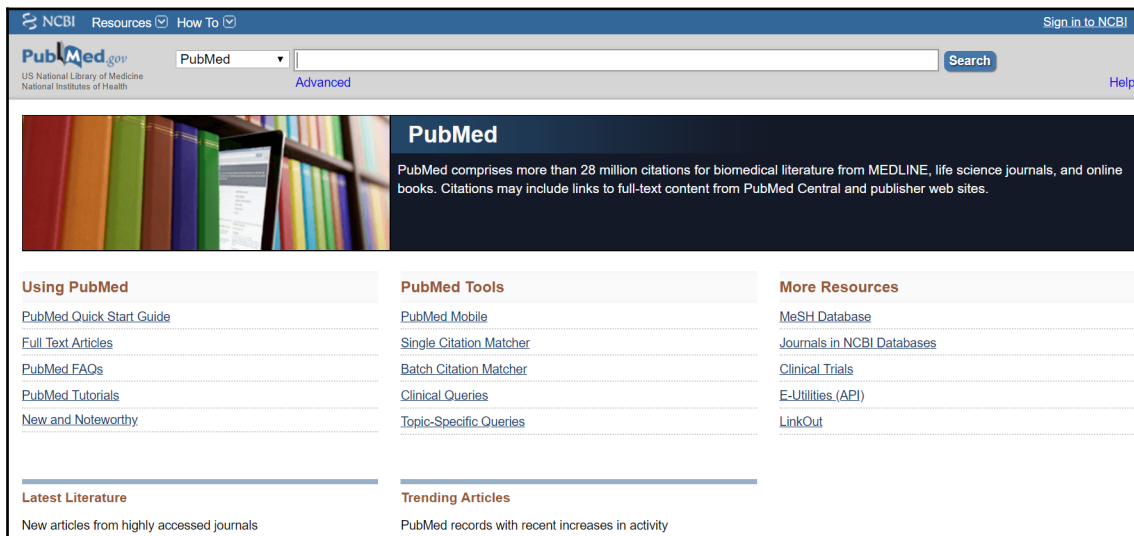 NCBI Resources How To Sign in to NCBI
PubMed.gov
US National Library of Medicine
National Institutes of Health
PubMed
Search
Advanced
Help
PubMed
PubMed comprises more than 28 million citations for biomedical literature from MEDLINE, life science journals, and online
books. Citations may include links to full-text content from PubMed Central and publisher web sites.
Using PubMed
PubMed Quick Start Guide
Full Text Articles
PubMed FAQs
PubMed Tutorials
New and Noteworthy
PubMed Tools
PubMed Mobile
Single Citation Matcher
Batch Citation Matcher
Clinical Queries
Topic-Specific Queries
More Resources
MeSH Database
Journals in NCBI Databases
Clinical Trials
E-Utilities (API)
LinkOut
Latest Literature
New articles from highly accessed journals
Trending Articles
PubMed records with recent increases in activity